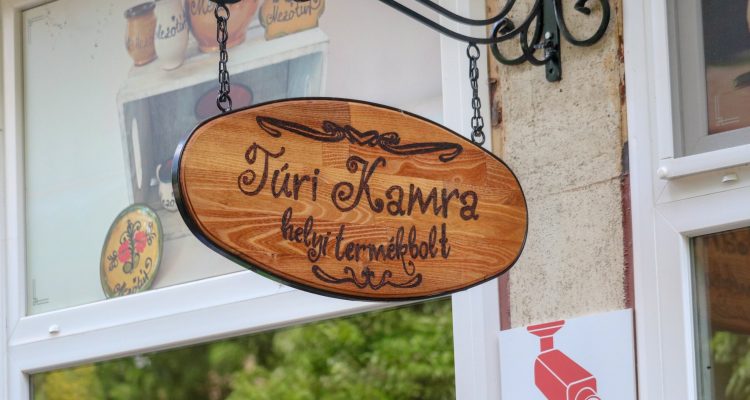 Túri Kamra
helyi termékbolt